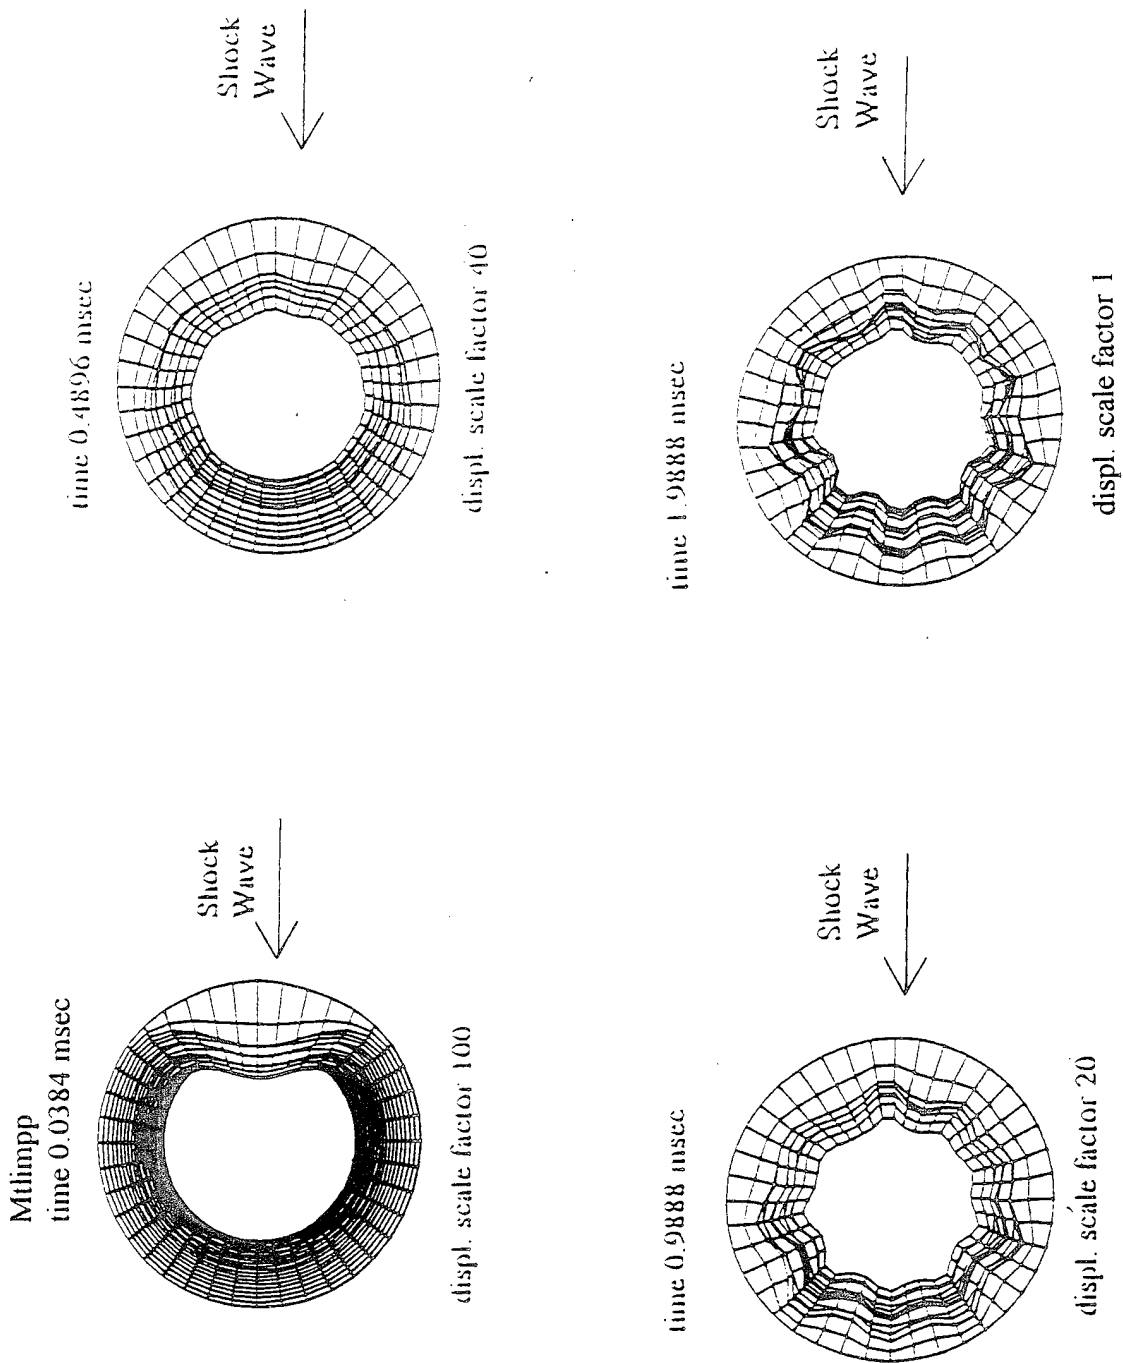 Mtlimpp
time 0.0384 msec
Shock
Wave
displ. scale factor 100
time 0.4896 msec
Shock
Wave
displ. scale factor 40
time 0.9888 msec
Shock
Wave
displ. scale factor 20
time 1.9888 msec
Shock
Wave
displ. scale factor 1